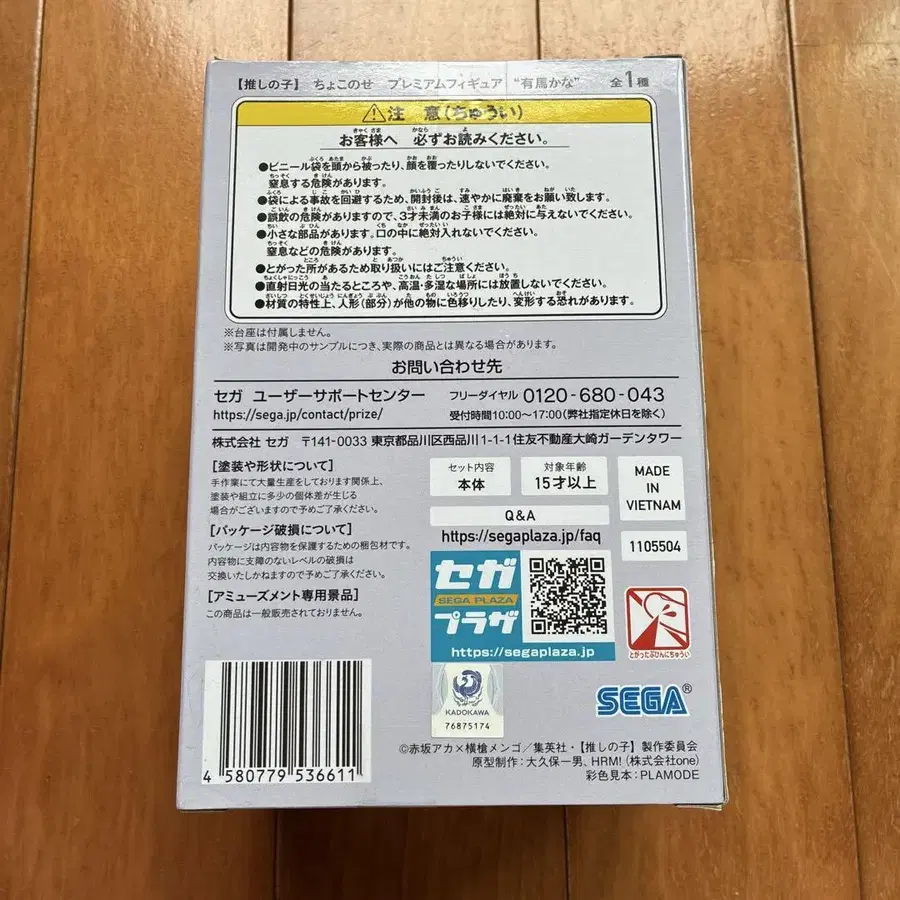 【推しの子】 ちょこのせ プレミアムフィギュア “有馬かな” 全1種
⚠注 意(ちゅうい)
お客様へ 必ずお読みください。
●ビニール袋を頭から被ったり、顔を覆ったりしないでください。
窒息する危険があります。
●袋による事故を回避するため、開封後は、速やかに廃棄をお願い致します。
●誤飲の危険がありますので、3才未満のお子様には絶対に与えないでください。
●小さな部品があります。口の中に絶対入れないでください。
窒息などの危険があります。
●とがった所があるため取り扱いにはご注意ください。
●直射日光の当たるところや、高温・多湿な場所には放置しないでください。
●材質の特性上、人形(部分)が他の物に色移りしたり、変形する恐れがあります。
※台座は付属しません。
※写真は開発中のサンプルにつき、実際の商品とは異なる場合があります。
お問い合わせ先
セガ ユーザーサポートセンター フリーダイヤル 0120-680-043
https://sega.jp/contact/prize/ 受付時間10:00〜17:00(弊社指定休日を除く)
株式会社 セガ 〒141-0033 東京都品川区西品川1-1-1住友不動産大崎ガーデンタワー
[塗装や形状について]
手作業にて大量生産をしております関係上、
塗装や組立に多少の個体差が生じる
場合がございますので予めご了承ください。
[パッケージ破損について]
パッケージは内容物を保護するための梱包材です。
内容物に支障のないレベルの破損は
交換いたしかねますので予めご了承ください。
[アミューズメント専用景品]
この商品は一般販売されておりません。
セット内容
本体
対象年齢
15才以上
MADE
IN
VIETNAM
Q&A
https://segaplaza.jp/faq
1105504
セガ
SEGA PLAZA
プラザ
https://segaplaza.jp
とがったぶひんにちゅうい
KADOKAWA
76875174
SEGA®
4 580779 536611
©赤坂アカ×横槍メンゴ／集英社・【推しの子】製作委員会
原型制作：大久保一男、HRM!(株式会社one)
彩色見本：PLAMODE